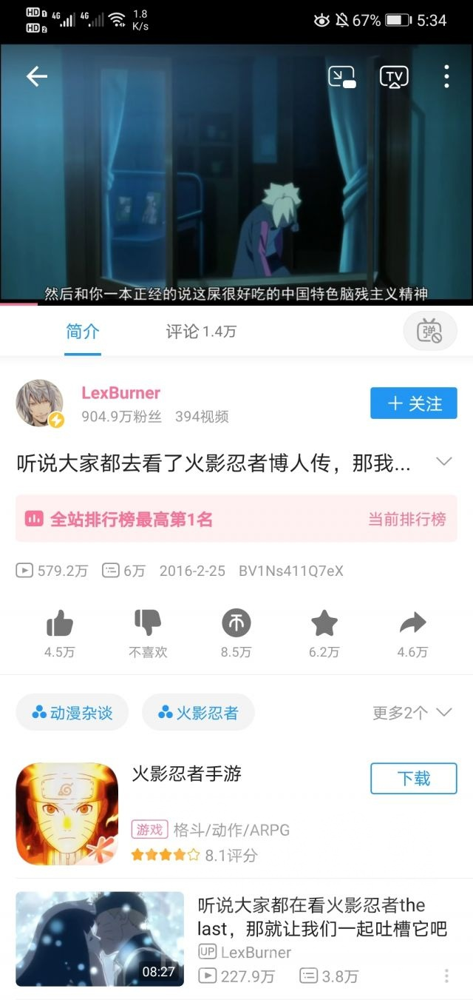 HD 1 4G 4G 1.8 67% 5:34
HD 2 K/s
TV
然后和你一本正经的说这屎很好吃的中国特色脑残主义精神
简介 评论 1.4万 弹
LexBurner
904.9万粉丝 394视频 + 关注
听说大家都去看了火影忍者博人传，那我...
全站排行榜最高第1名 当前排行榜
579.2万 6万 2016-2-25 BV1Ns411Q7eX
4.5万 不喜欢 8.5万 6.2万 4.6万
动漫杂谈 火影忍者 更多2个
火影忍者手游 下载
游戏 格斗/动作/ARPG
8.1评分
听说大家都在看火影忍者the
last，那就让我们一起吐槽它吧
UP LexBurner
08:27 227.9万 3.8万